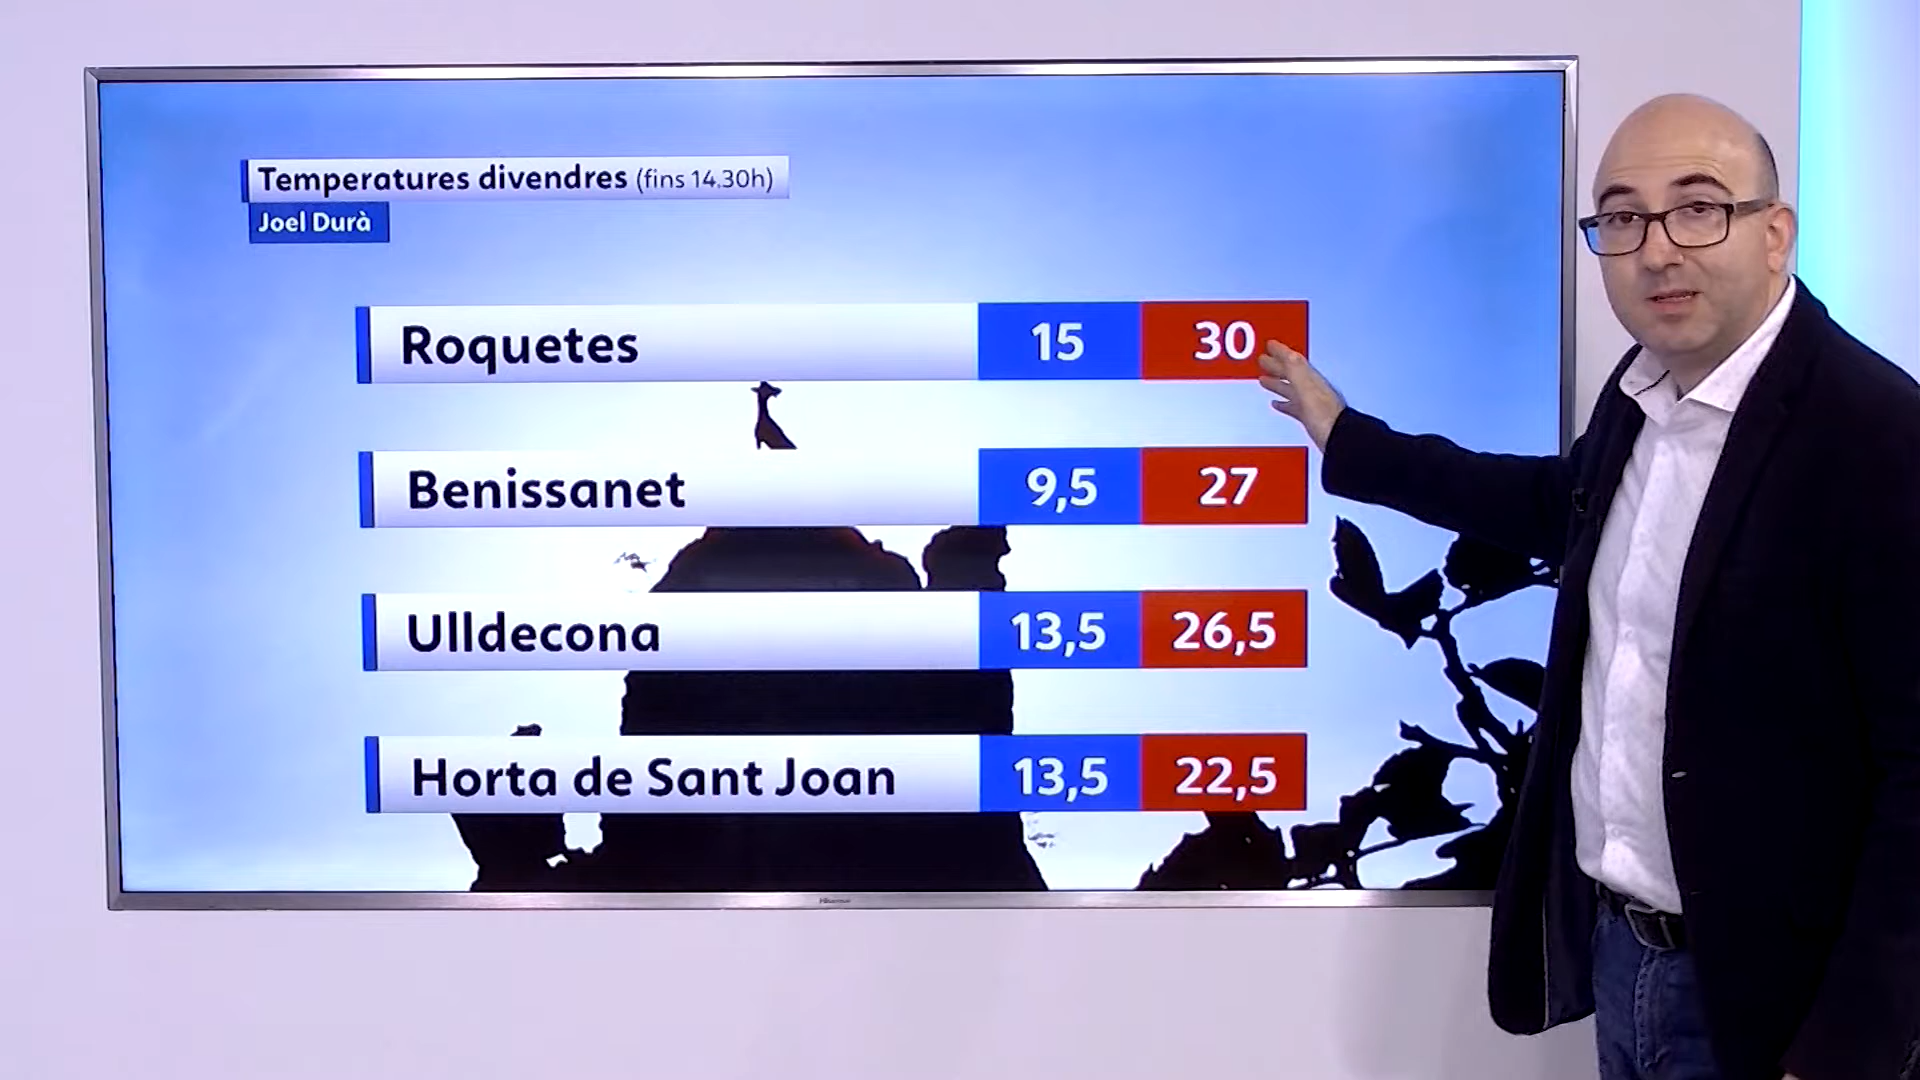 Temperatures divendres (fins 14.30h)
Joel Durà
Roquetes 15 30
Benissanet 9,5 27
Ulldecona 13,5 26,5
Horta de Sant Joan 13,5 22,5
Hisense